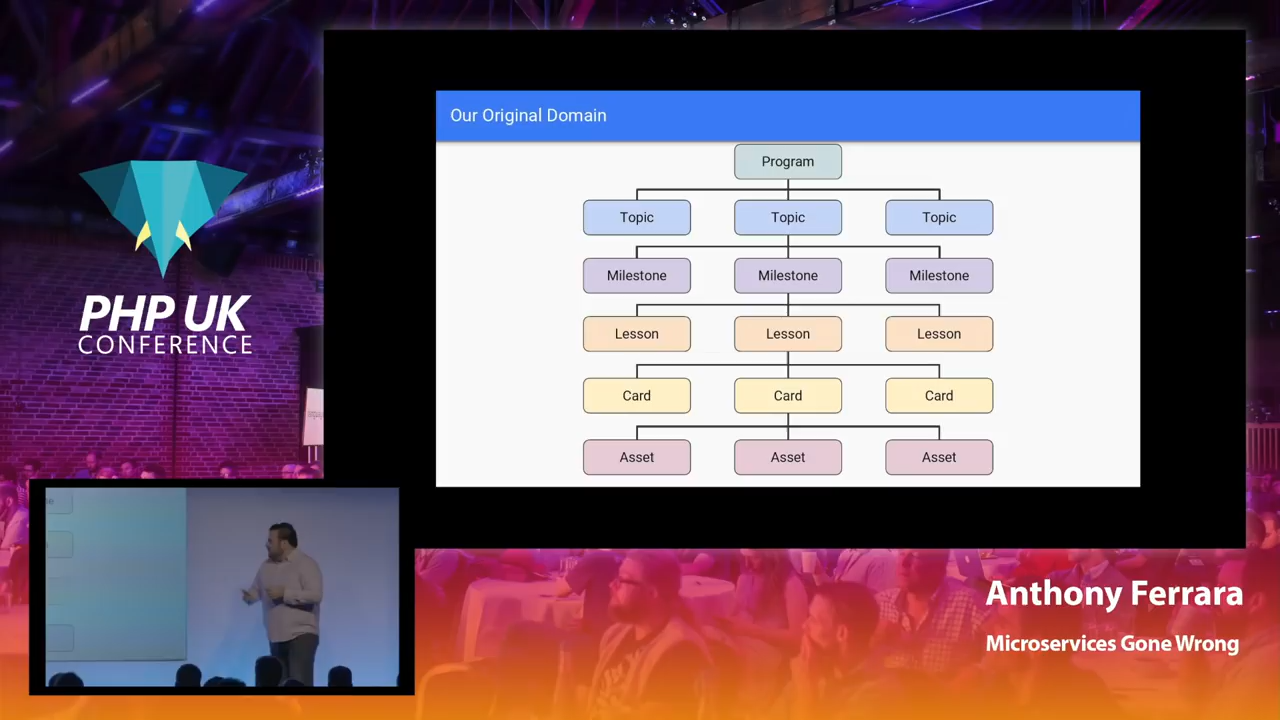 PHP UK
CONFERENCE
Our Original Domain
Program
Topic Topic Topic
Milestone Milestone Milestone
Lesson Lesson Lesson
Card Card Card
Asset Asset Asset
Anthony Ferrara
Microservices Gone Wrong